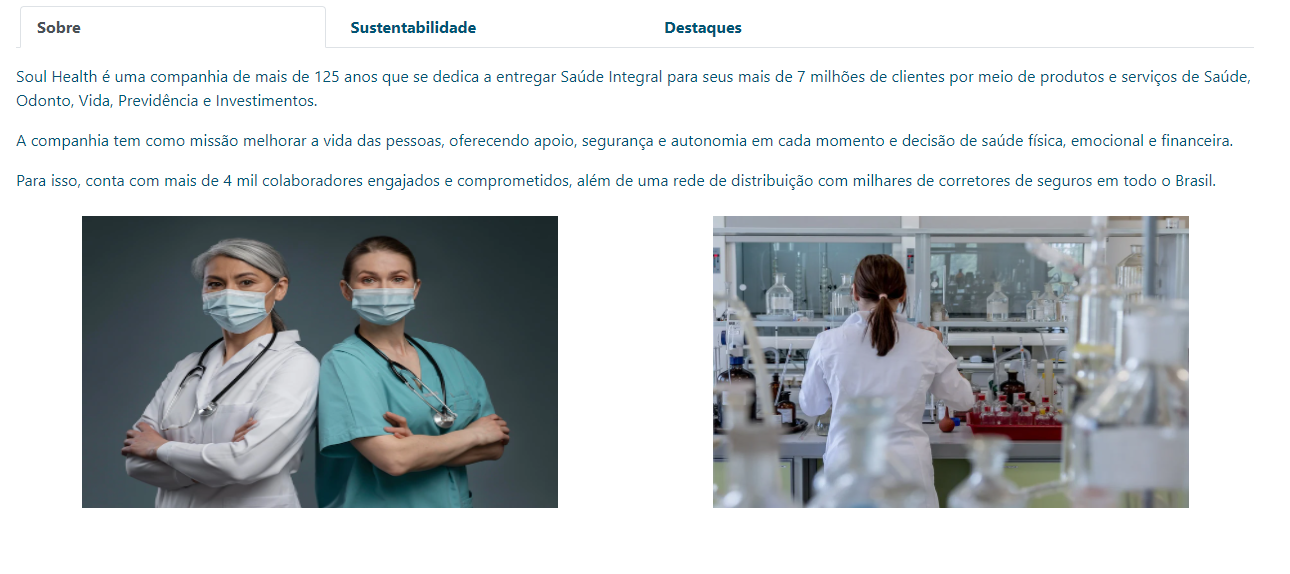 Sobre
Sustentabilidade
Destaques
Soul Health é uma companhia de mais de 125 anos que se dedica a entregar Saúde Integral para seus mais de 7 milhões de clientes por meio de produtos e serviços de Saúde,
Odonto, Vida, Previdência e Investimentos.
A companhia tem como missão melhorar a vida das pessoas, oferecendo apoio, segurança e autonomia em cada momento e decisão de saúde física, emocional e financeira.
Para isso, conta com mais de 4 mil colaboradores engajados e comprometidos, além de uma rede de distribuição com milhares de corretores de seguros em todo o Brasil.